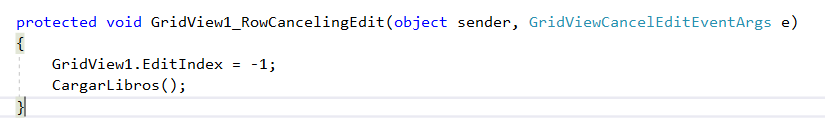 protected void GridView1_RowCancelingEdit(object sender, GridViewCancelEditEventArgs e)
{
    GridView1.EditIndex = -1;
    CargarLibros();
}